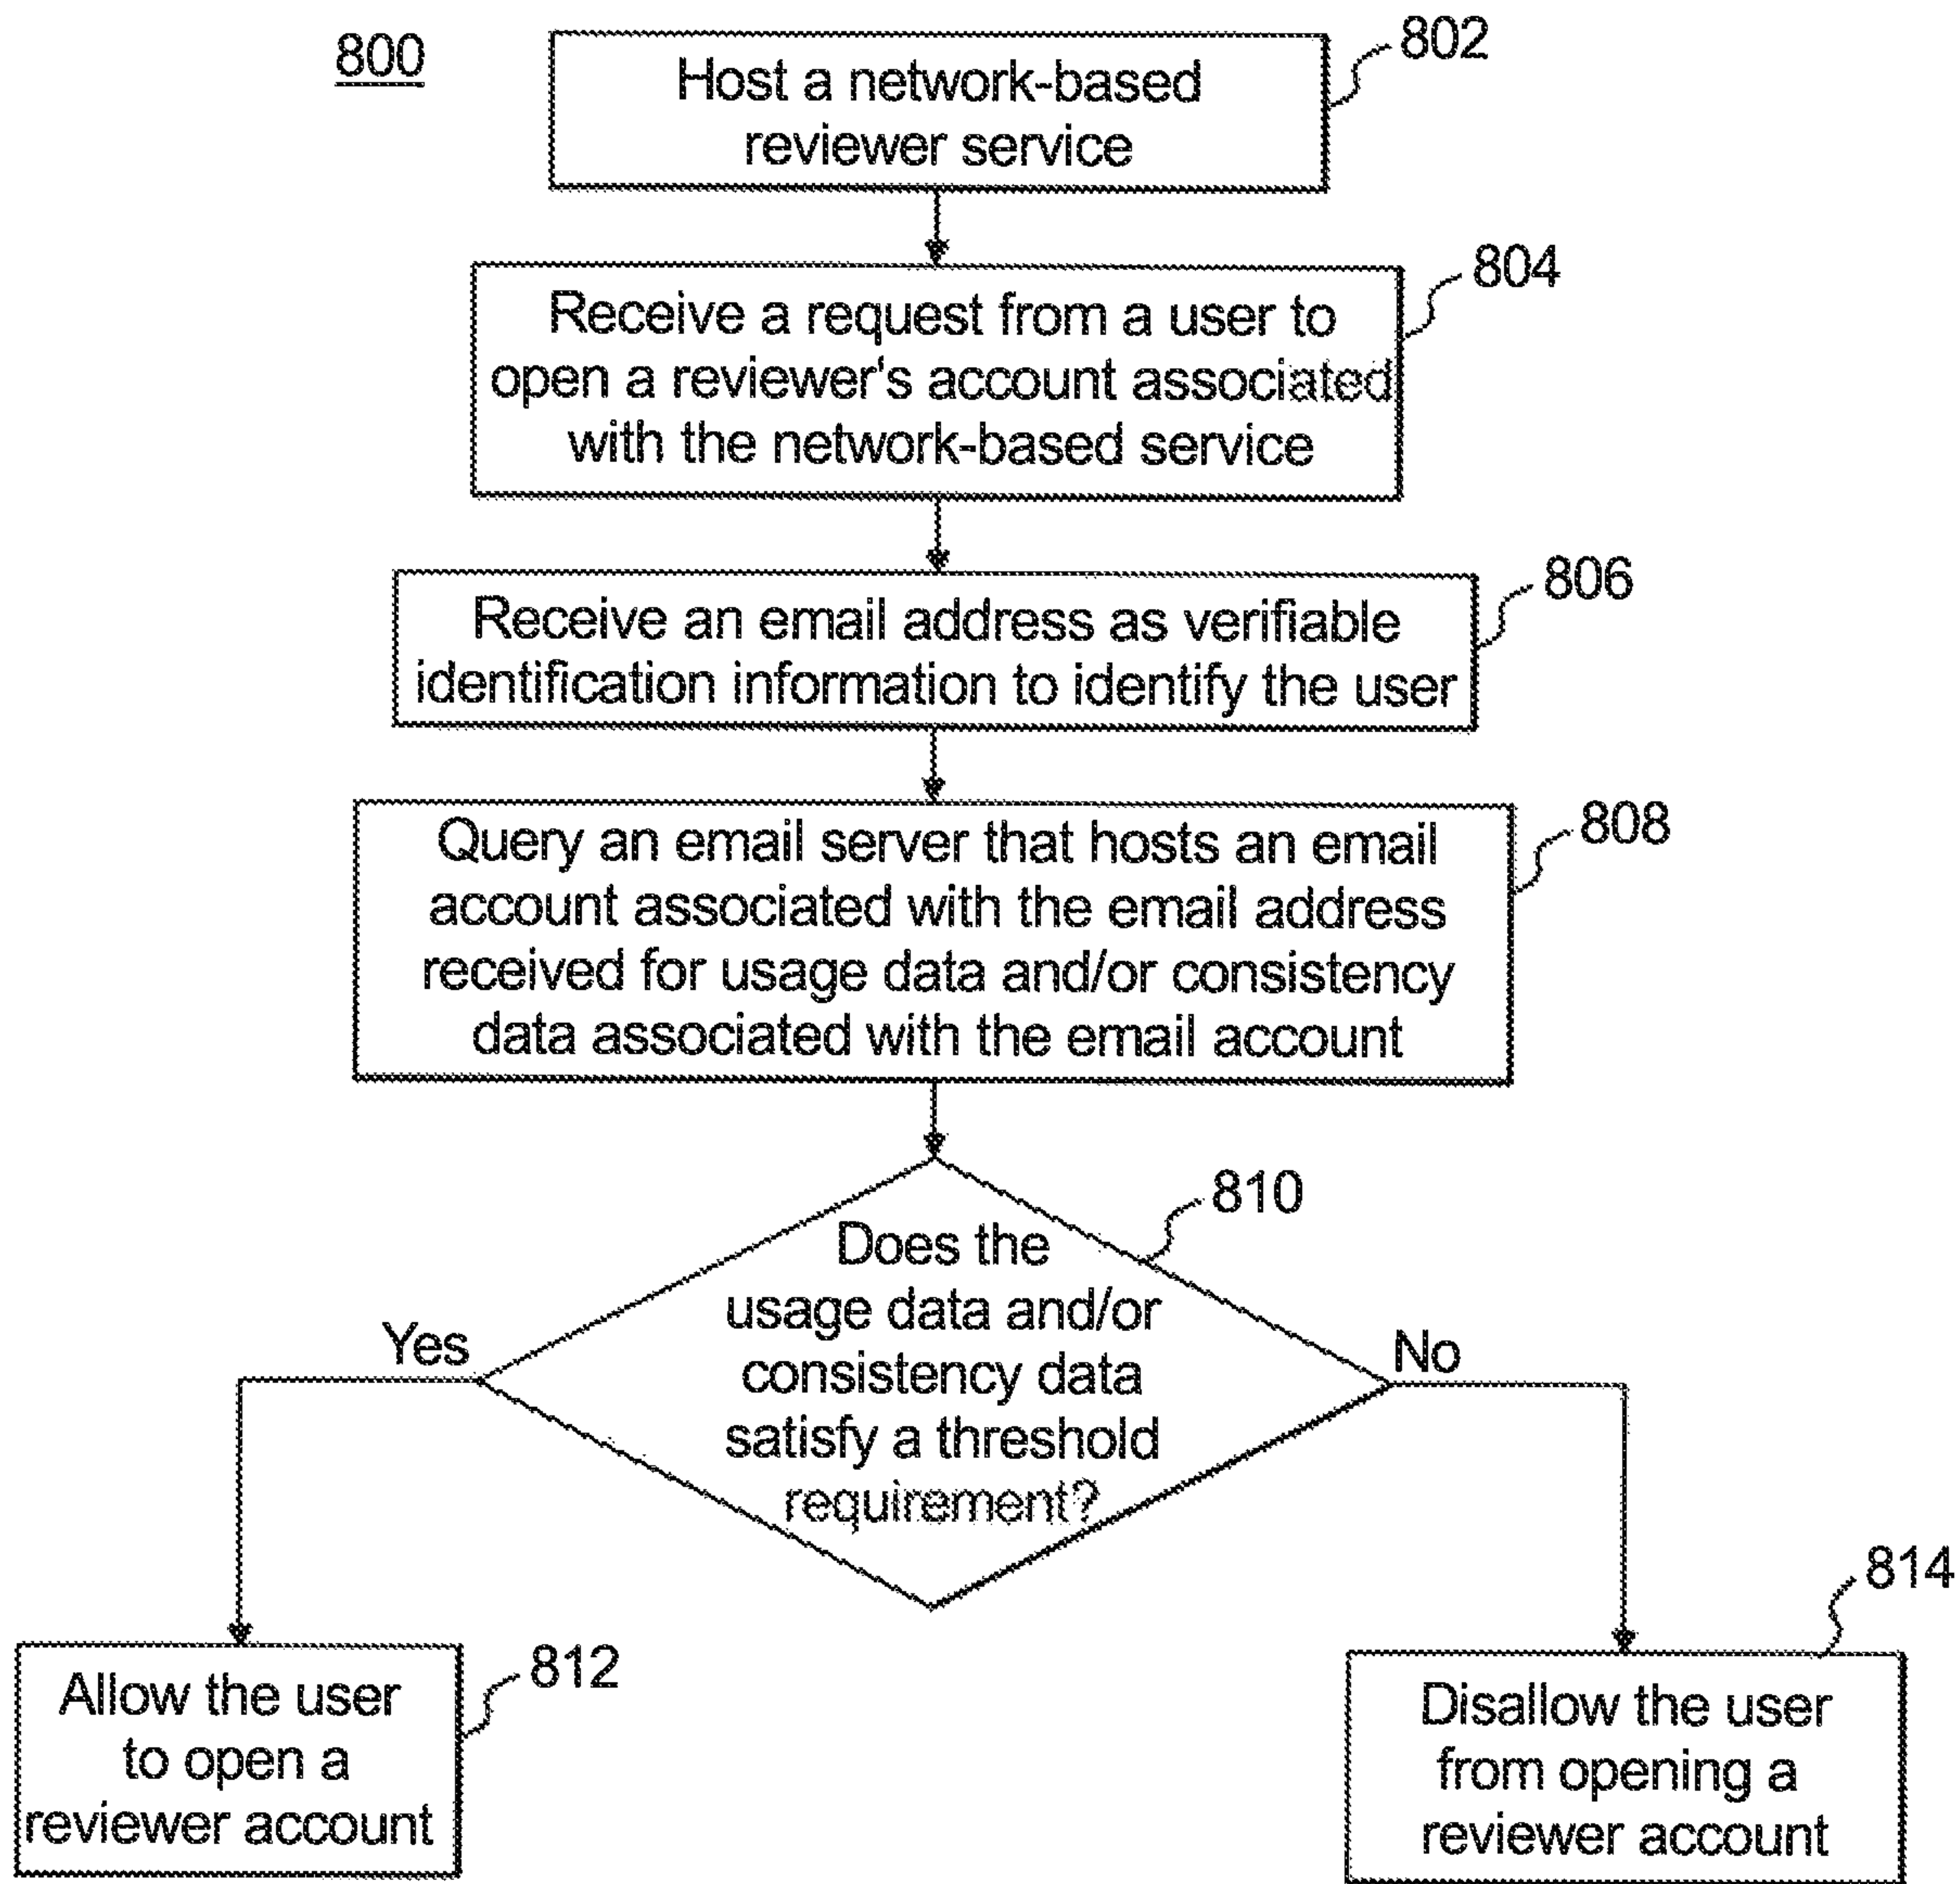 800
802
Host a network-based
reviewer service
804
Receive a request from a user to
open a reviewer's account associated
with the network-based service
806
Receive an email address as verifiable
identification information to identify the user
808
Query an email server that hosts an email
account associated with the email address
received for usage data and/or consistency
data associated with the email account
810
Does the
usage data and/or
consistency data
satisfy a threshold
requirement?
Yes
No
812
Allow the user
to open a
reviewer account
814
Disallow the user
from opening a
reviewer account